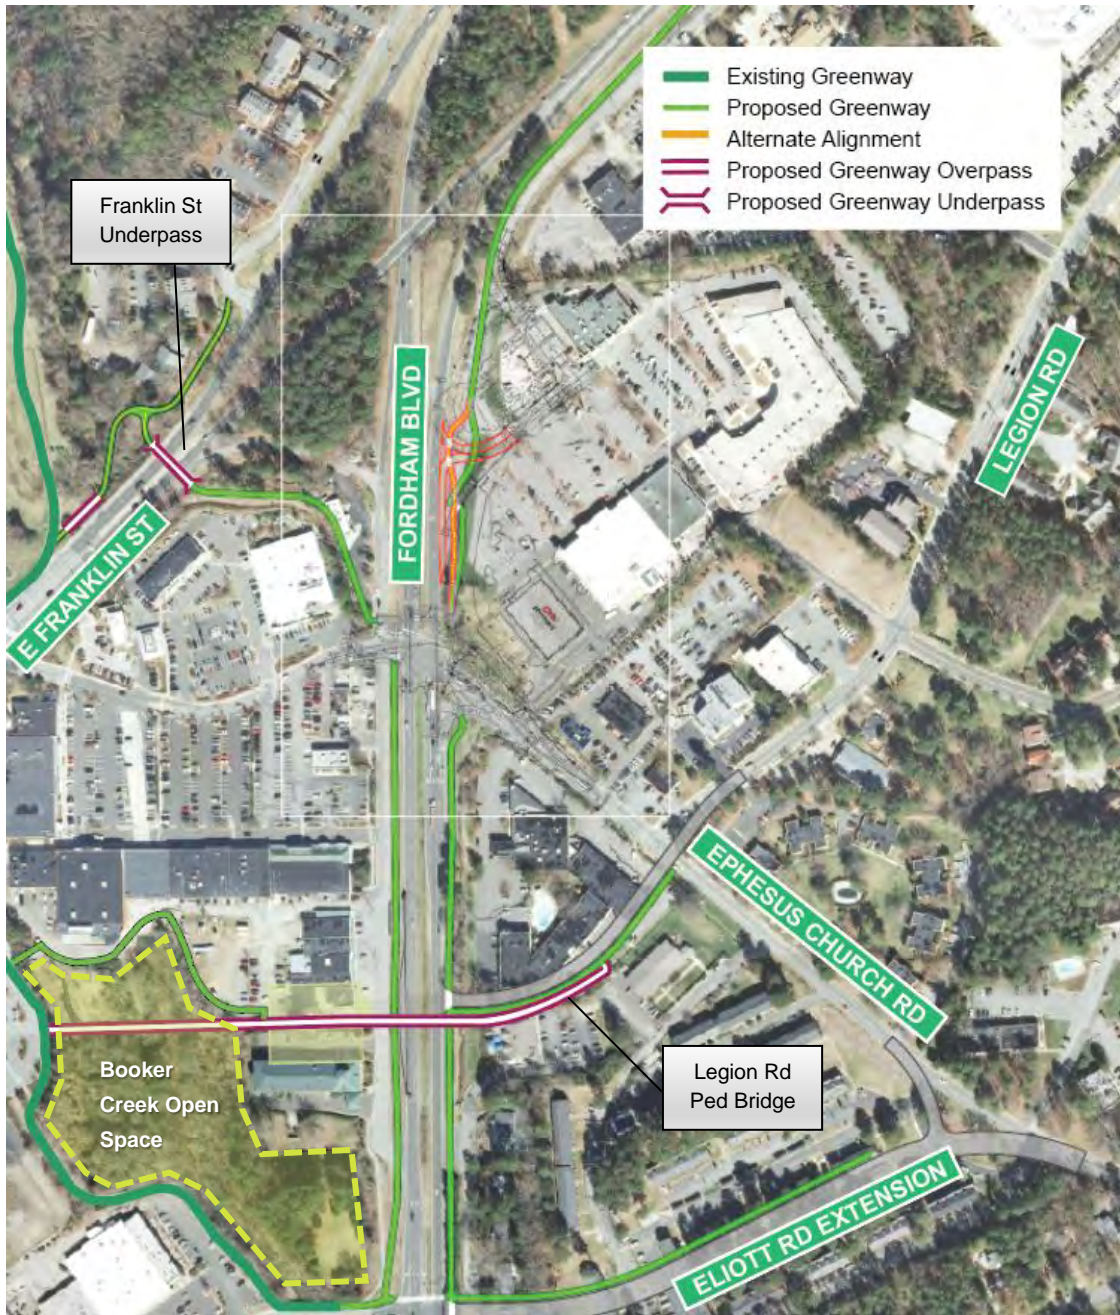 Existing Greenway
Proposed Greenway
Alternate Alignment
Proposed Greenway Overpass
Proposed Greenway Underpass
Franklin St
Underpass
FORDHAM BLVD
LEGION RD
E FRANKLIN ST
EPHESUS CHURCH RD
Booker
Creek Open
Space
Legion Rd
Ped Bridge
ELIOTT RD EXTENSION